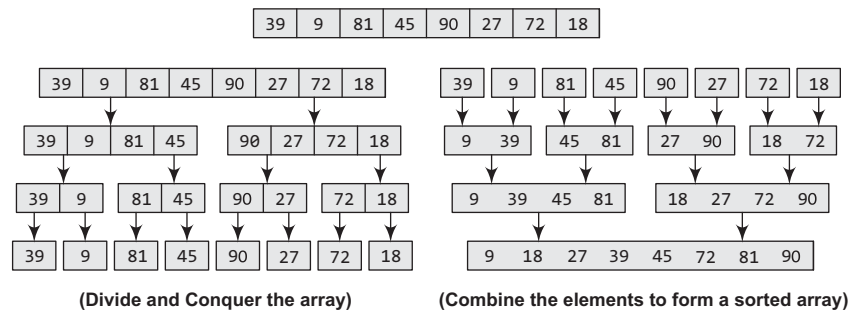 39 9 81 45 90 27 72 18
39 9 81 45 90 27 72 18
39 9 81 45
90 27 72 18
39 9
81 45
90 27
72 18
39 9 81 45 90 27 72 18
(Divide and Conquer the array)
39 9 81 45 90 27 72 18
9 39
45 81
27 90
18 72
9 39 45 81
18 27 72 90
9 18 27 39 45 72 81 90
(Combine the elements to form a sorted array)